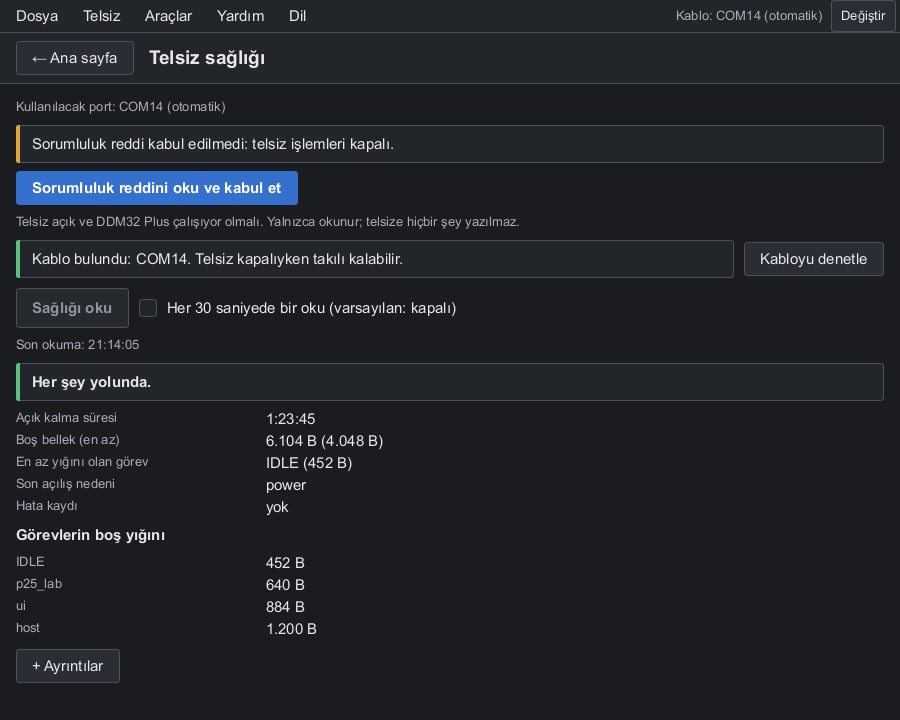 Dosya Telsiz Araçlar Yardım Dil Kablo: COM14 (otomatik) Değiştir
← Ana sayfa Telsiz sağlığı
Kullanılacak port: COM14 (otomatik)
Sorumluluk reddi kabul edilmedi: telsiz işlemleri kapalı.
Sorumluluk reddini oku ve kabul et
Telsiz açık ve DDM32 Plus çalışıyor olmalı. Yalnızca okunur; telsize hiçbir şey yazılmaz.
Kablo bulundu: COM14. Telsiz kapalıyken takılı kalabilir. Kabloyu denetle
Sağlığı oku Her 30 saniyede bir oku (varsayılan: kapalı)
Son okuma: 21:14:05
Her şey yolunda.
Açık kalma süresi 1:23:45
Boş bellek (en az) 6.104 B (4.048 B)
En az yığını olan görev IDLE (452 B)
Son açılış nedeni power
Hata kaydı yok
Görevlerin boş yığını
IDLE 452 B
p25_lab 640 B
ui 884 B
host 1.200 B
+ Ayrıntılar